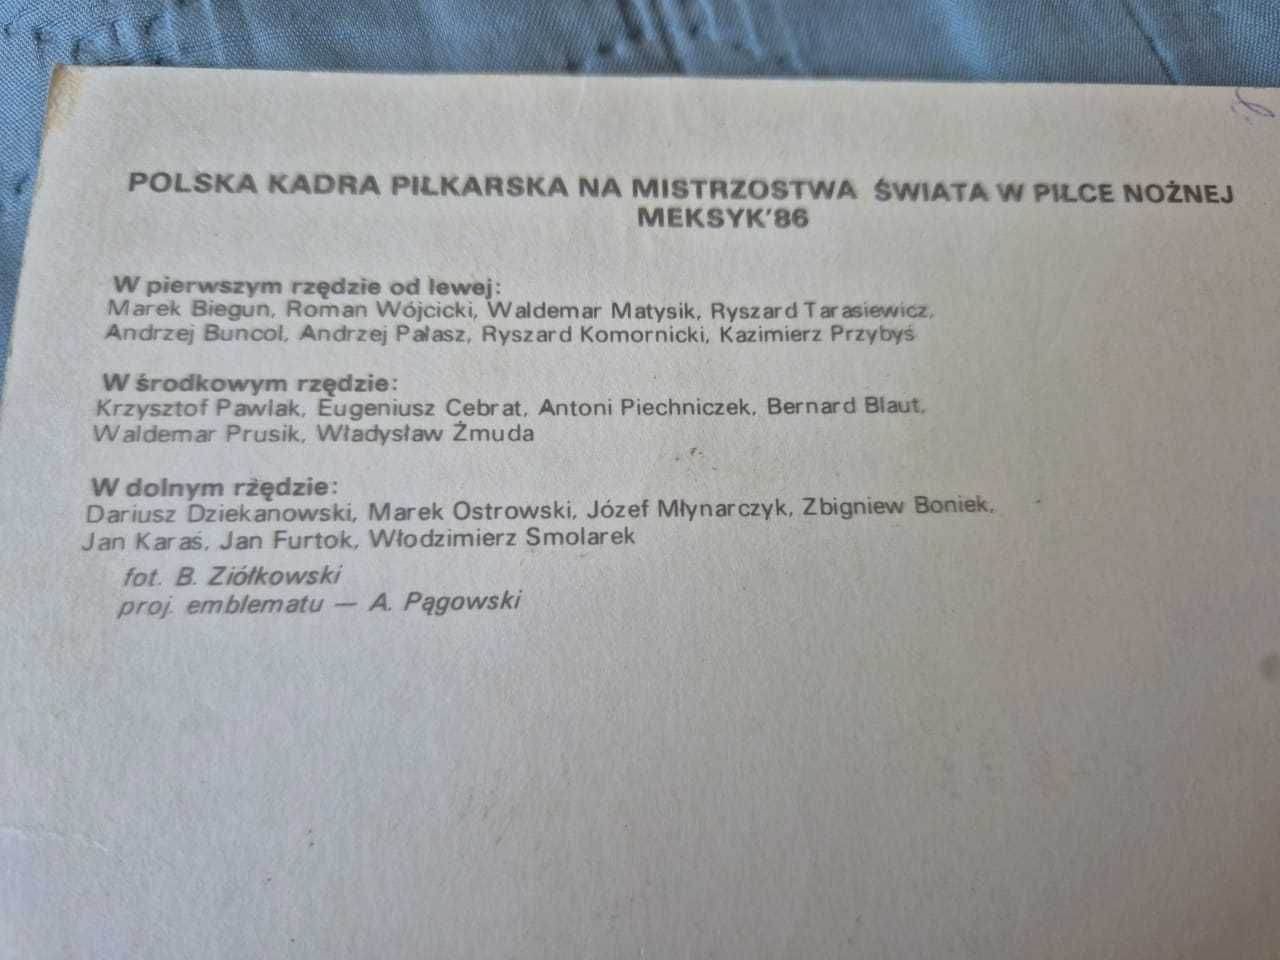 POLSKA KADRA PIŁKARSKA NA MISTRZOSTWA ŚWIATA W PIŁCE NOŻNEJ
MEKSYK'86
W pierwszym rzędzie od lewej:
Marek Biegun, Roman Wójcicki, Waldemar Matysik, Ryszard Tarasiewicz,
Andrzej Buncol, Andrzej Pałasz, Ryszard Komornicki, Kazimierz Przybyś
W środkowym rzędzie:
Krzysztof Pawlak, Eugeniusz Cebrat, Antoni Piechniczek, Bernard Blaut,
Waldemar Prusik, Władysław Żmuda
W dolnym rżędzie:
Dariusz Dziekanowski, Marek Ostrowski, Józef Młynarczyk, Zbigniew Boniek,
Jan Karaś, Jan Furtok, Włodzimierz Smolarek
fot. B. Ziółkowski
proj. emblematu — A. Pągowski